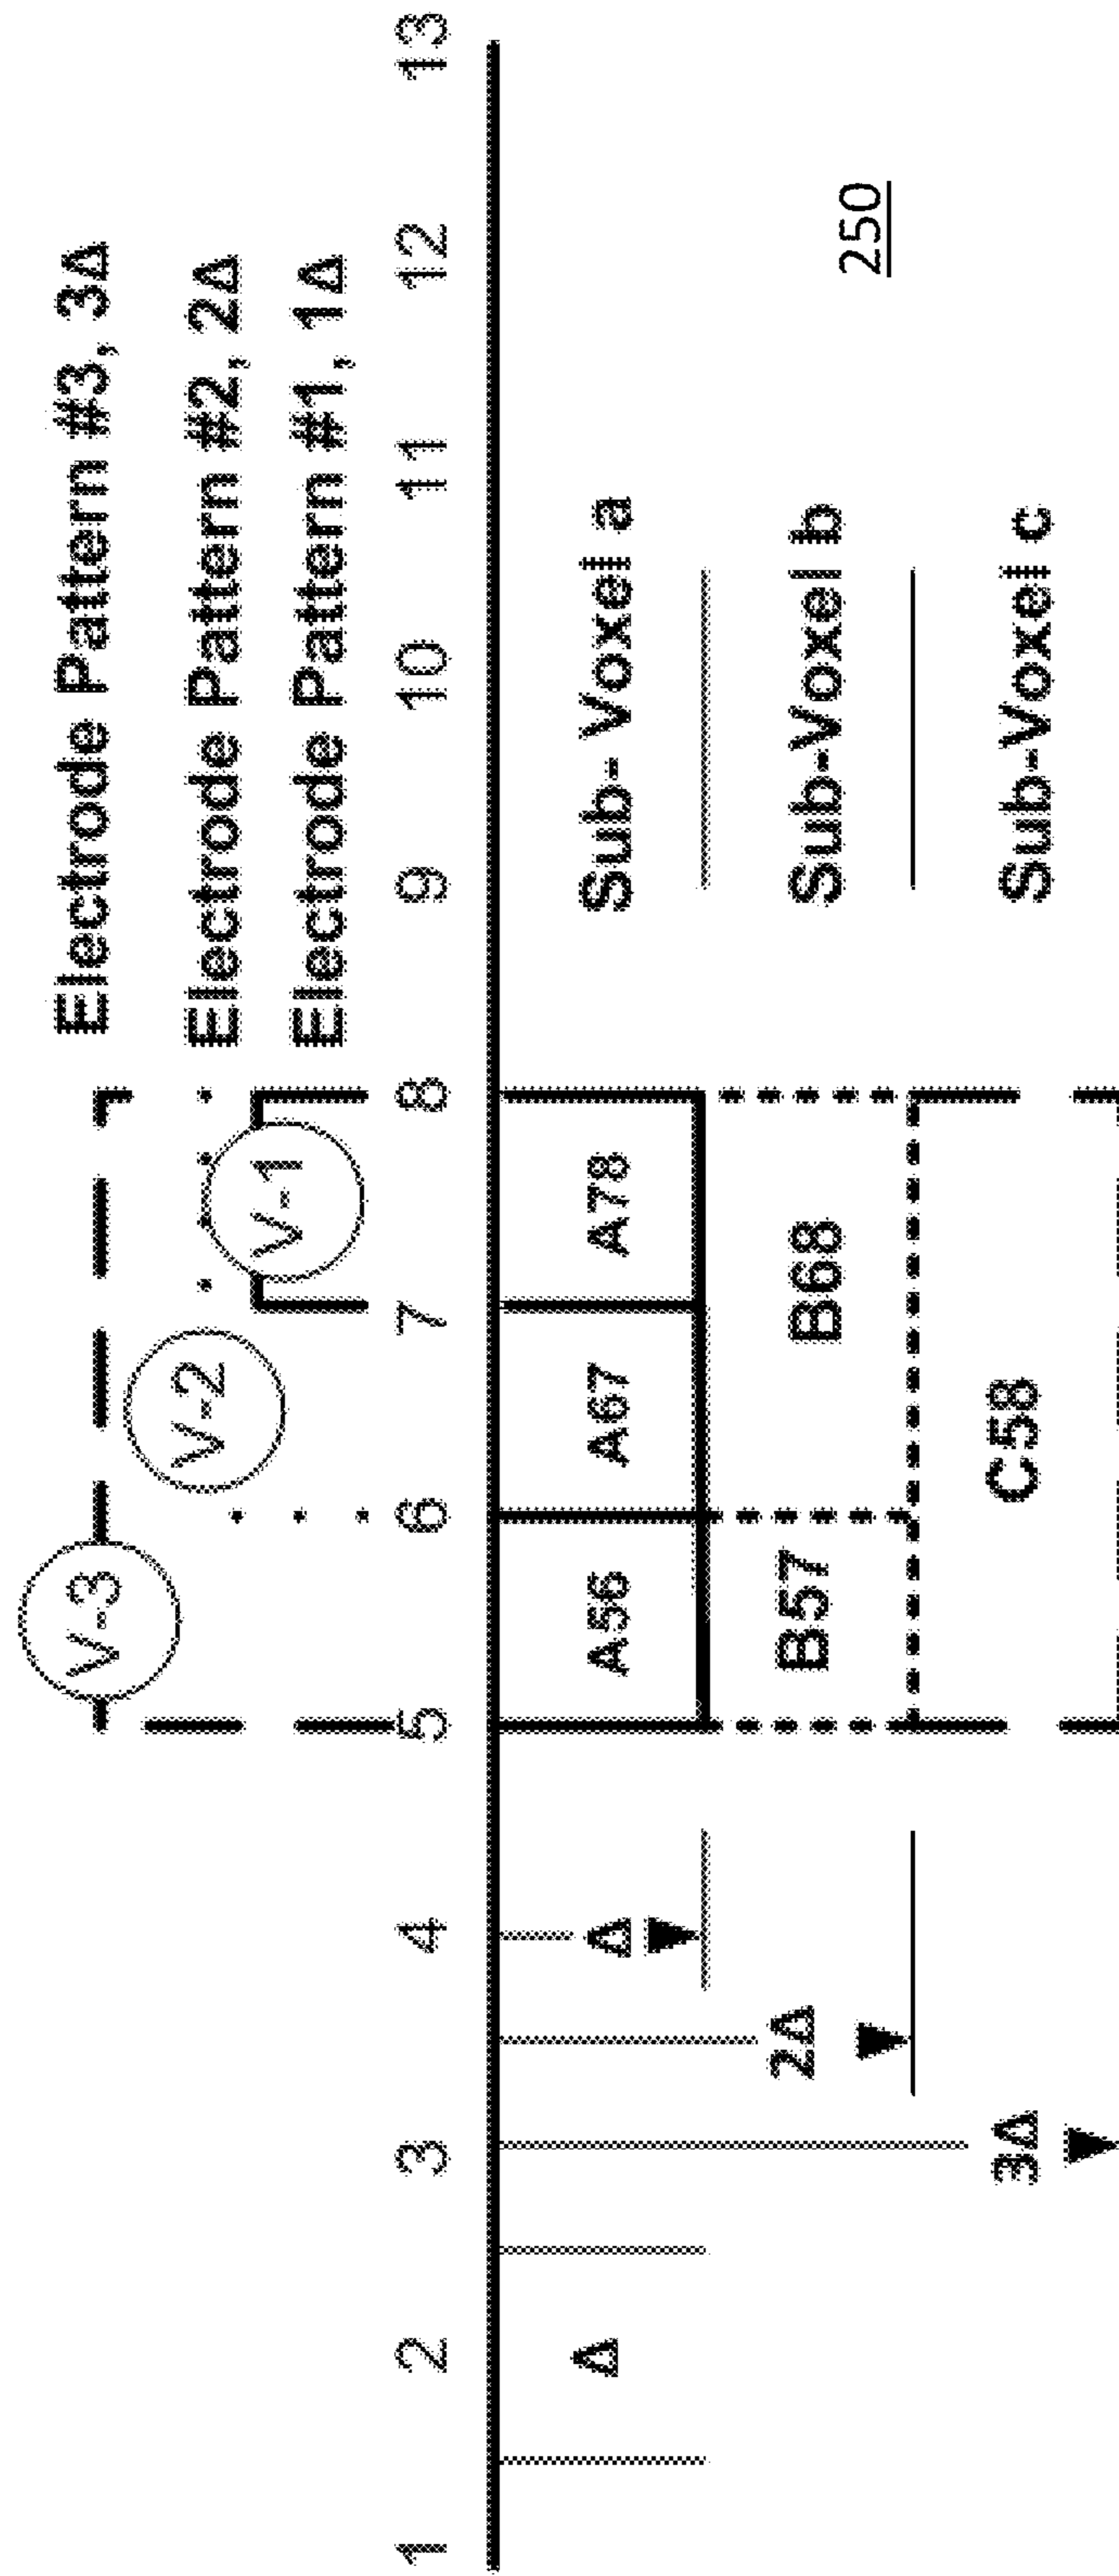 Electrode Pattern #3, 3Δ
V-3
Electrode Pattern #2, 2Δ
V-2
Electrode Pattern #1, 1Δ
V-1
1 2 3 4 5 6 7 8 9 10 11 12 13
Δ Δ A56 A67 A78 Sub- Voxel a
2Δ B57 B68 Sub-Voxel b 250
3Δ C58 Sub-Voxel c